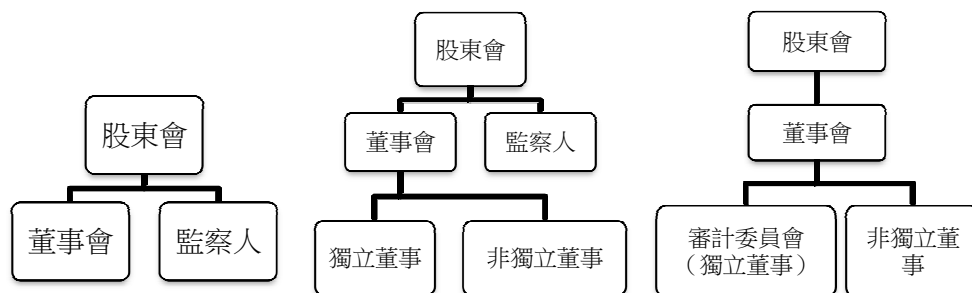 股東會
董事會
監察人
股東會
董事會
監察人
獨立董事
非獨立董事
股東會
董事會
審計委員會
（獨立董事）
非獨立董
事